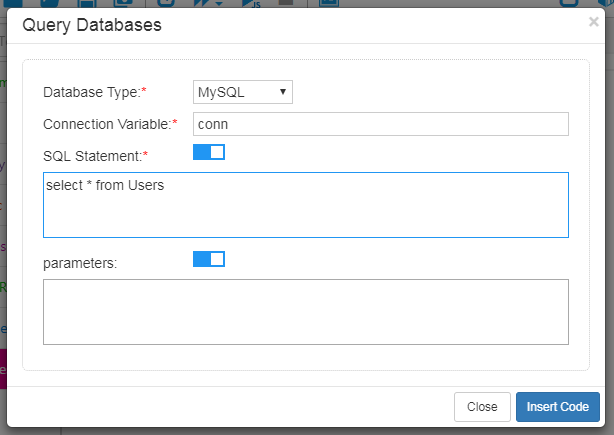 Query Databases ×
Database Type:* MySQL
Connection Variable:* conn
SQL Statement:*
select * from Users
parameters:
Close Insert Code